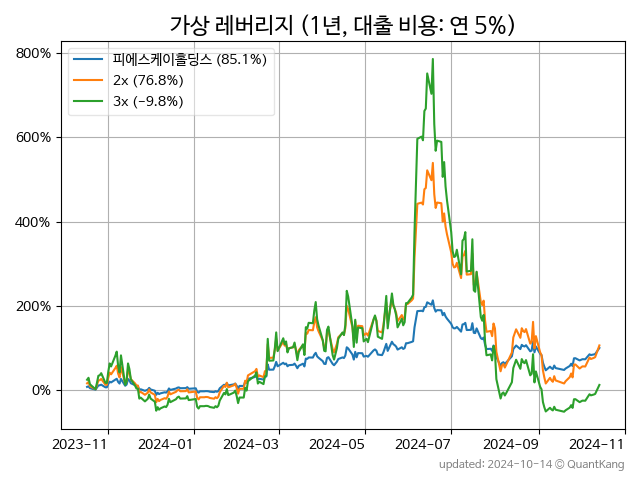 가상 레버리지 (1년, 대출 비용: 연 5%)
피에스케이홀딩스 (85.1%)
2x (76.8%)
3x (−9.8%)
800%
600%
400%
200%
0%
2023-11 2024-01 2024-03 2024-05 2024-07 2024-09 2024-11
updated: 2024-10-14 © QuantKang